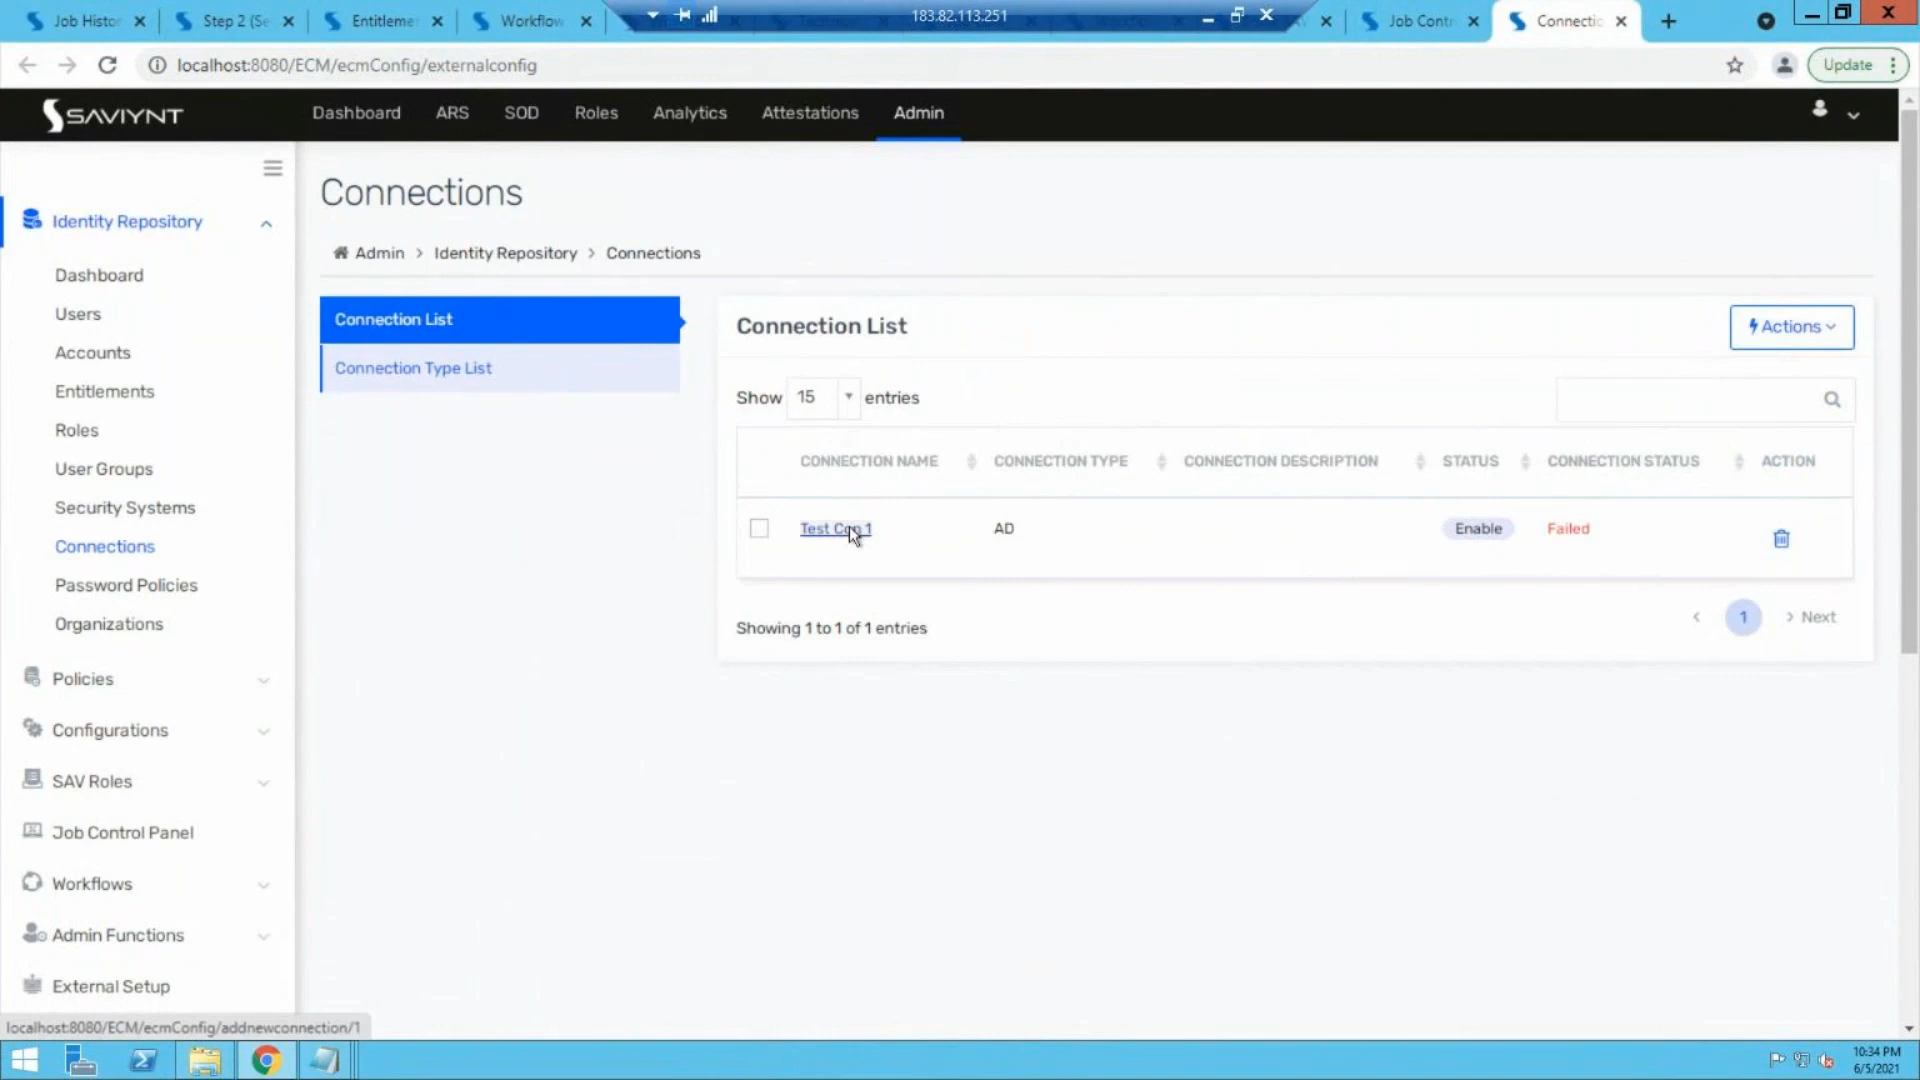 Job Histo
Step 2 (Se
Entitleme
Workflow
183.82.113.251
Job Contr
Connectic
localhost:8080/ECM/ecmConfig/externalconfig
Update
SAVIYNT
Dashboard
ARS
SOD
Roles
Analytics
Attestations
Admin
Connections
Admin > Identity Repository > Connections
Identity Repository
Dashboard
Users
Accounts
Entitlements
Roles
User Groups
Security Systems
Connections
Password Policies
Organizations
Policies
Configurations
SAV Roles
Job Control Panel
Workflows
Admin Functions
External Setup
Connection List
Connection Type List
Connection List
Actions
Show 15 entries
CONNECTION NAME CONNECTION TYPE CONNECTION DESCRIPTION STATUS CONNECTION STATUS ACTION
Test Con 1 AD Enable Failed
Showing 1 to 1 of 1 entries
< 1 > Next
localhost:8080/ECM/ecmConfig/addnewconnection/1
10:34 PM
6/5/2021